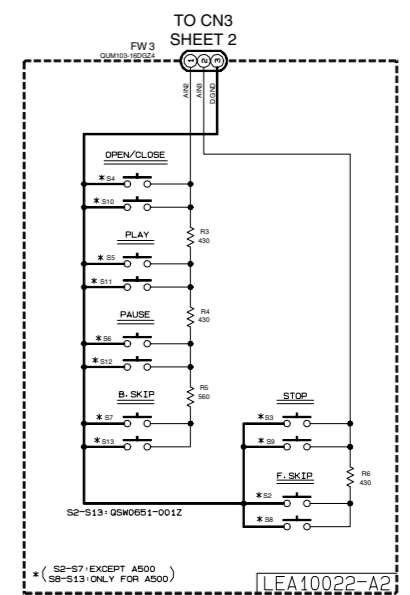 TO CN3
SHEET 2
FW3
QUM103-16DGZ4
1 2 3
AIN2
AIN3
D.GND
OPEN/CLOSE
* S4
* S10
R3
430
PLAY
* S5
* S11
R4
430
PAUSE
* S6
* S12
R5
560
B.SKIP
* S7
* S13
STOP
* S3
* S9
R6
430
F.SKIP
* S2
* S8
S2-S13:QSW0651-001Z
*( S2-S7:EXCEPT A500
S8-S13:ONLY FOR A500 )
LEA10022-A2